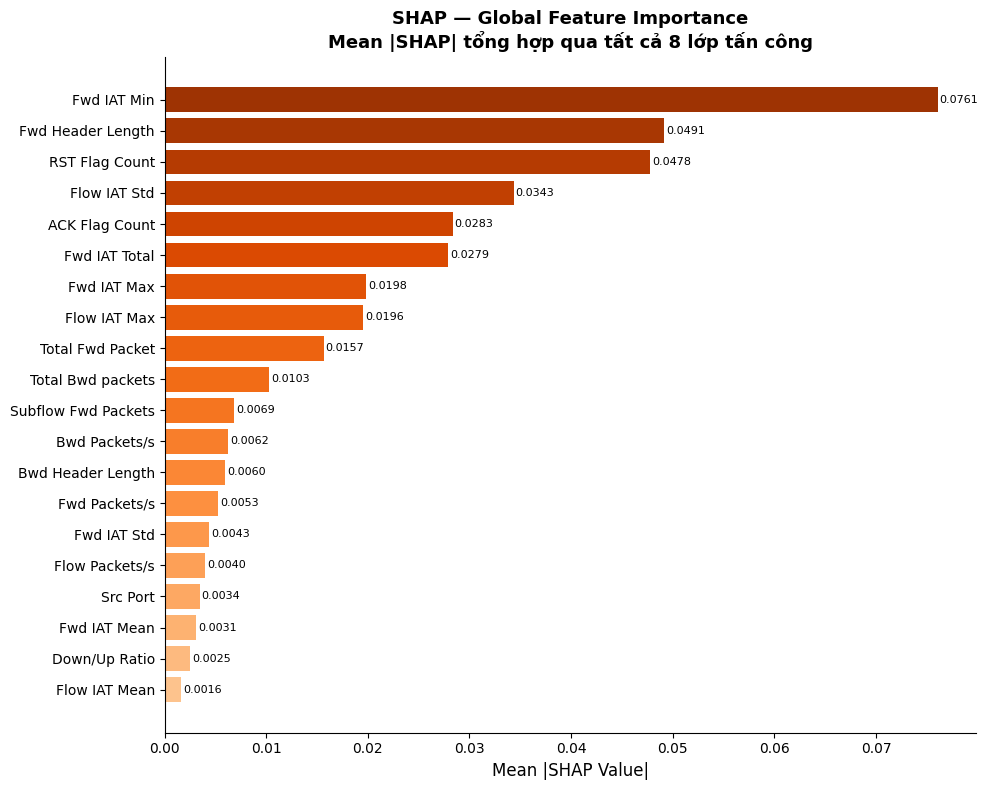 SHAP — Global Feature Importance
Mean |SHAP| tổng hợp qua tất cả 8 lớp tấn công
Fwd IAT Min 0.0761
Fwd Header Length 0.0491
RST Flag Count 0.0478
Flow IAT Std 0.0343
ACK Flag Count 0.0283
Fwd IAT Total 0.0279
Fwd IAT Max 0.0198
Flow IAT Max 0.0196
Total Fwd Packet 0.0157
Total Bwd packets 0.0103
Subflow Fwd Packets 0.0069
Bwd Packets/s 0.0062
Bwd Header Length 0.0060
Fwd Packets/s 0.0053
Fwd IAT Std 0.0043
Flow Packets/s 0.0040
Src Port 0.0034
Fwd IAT Mean 0.0031
Down/Up Ratio 0.0025
Flow IAT Mean 0.0016
0.00 0.01 0.02 0.03 0.04 0.05 0.06 0.07
Mean |SHAP Value|